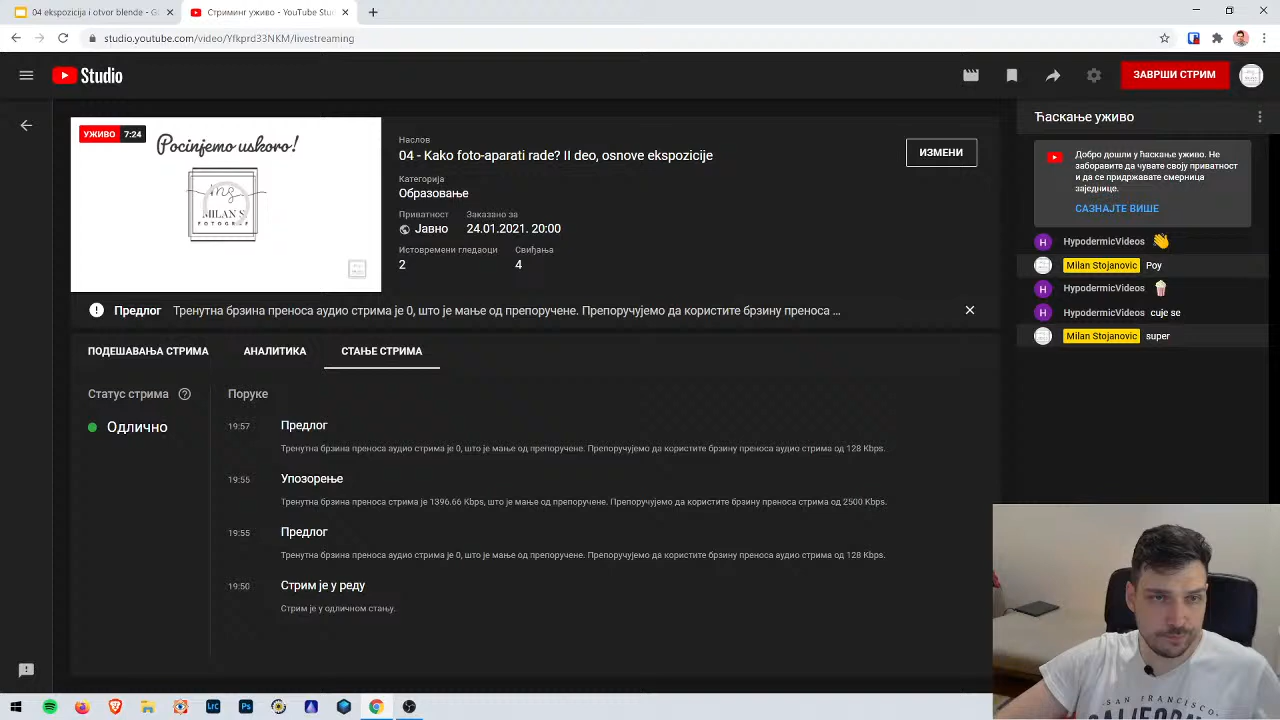 04 ekspozicija i otvor blende - G
Стриминг уживо - YouTube Stu
studio.youtube.com/video/Yfkprd33NKM/livestreaming
Studio
ЗАВРШИ СТРИМ
УЖИВО 7:24
Pocinjemo uskoro!
MILAN S
FOTOGRAF
Наслов
04 - Kako foto-aparati rade? II deo, osnove ekspozicije
ИЗМЕНИ
Категорија
Образовање
Приватност Заказано за
Јавно 24.01.2021. 20:00
Истовремени гледаоци Свиђања
2 4
Предлог Тренутна брзина преноса аудио стрима је 0, што је мање од препоручене. Препоручујемо да користите брзину преноса ...
ПОДЕШАВАЊА СТРИМА АНАЛИТИКА СТАЊЕ СТРИМА
Статус стрима
Одлично
Поруке
19:57 Предлог
Тренутна брзина преноса аудио стрима је 0, што је мање од препоручене. Препоручујемо да користите брзину преноса аудио стрима од 128 Kbps.
19:55 Упозорење
Тренутна брзина преноса стрима је 1396.66 Kbps, што је мање од препоручене. Препоручујемо да користите брзину преноса стрима од 2500 Kbps.
19:55 Предлог
Тренутна брзина преноса аудио стрима је 0, што је мање од препоручене. Препоручујемо да користите брзину преноса аудио стрима од 128 Kbps.
19:50 Стрим је у реду
Стрим је у одличном стању.
Ћаскање уживо
Добро дошли у ћаскање уживо. Не
заборавите да чувате своју приватност
и да се придржавате смерница
заједнице.
САЗНАЈТЕ ВИШЕ
H HypodermicVideos
Milan Stojanovic Poy
H HypodermicVideos
H HypodermicVideos cuje se
Milan Stojanovic super
LrC
Ps
SAN FRANCISCO
CALIFORNIA